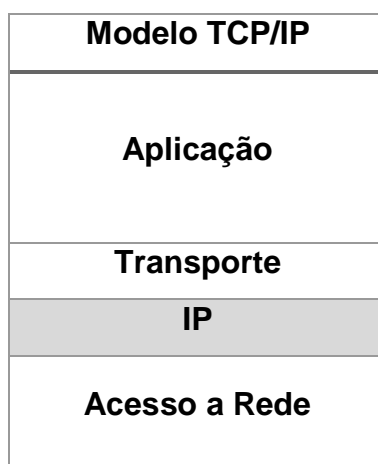 Modelo TCP/IP
Aplicação
Transporte
IP
Acesso a Rede